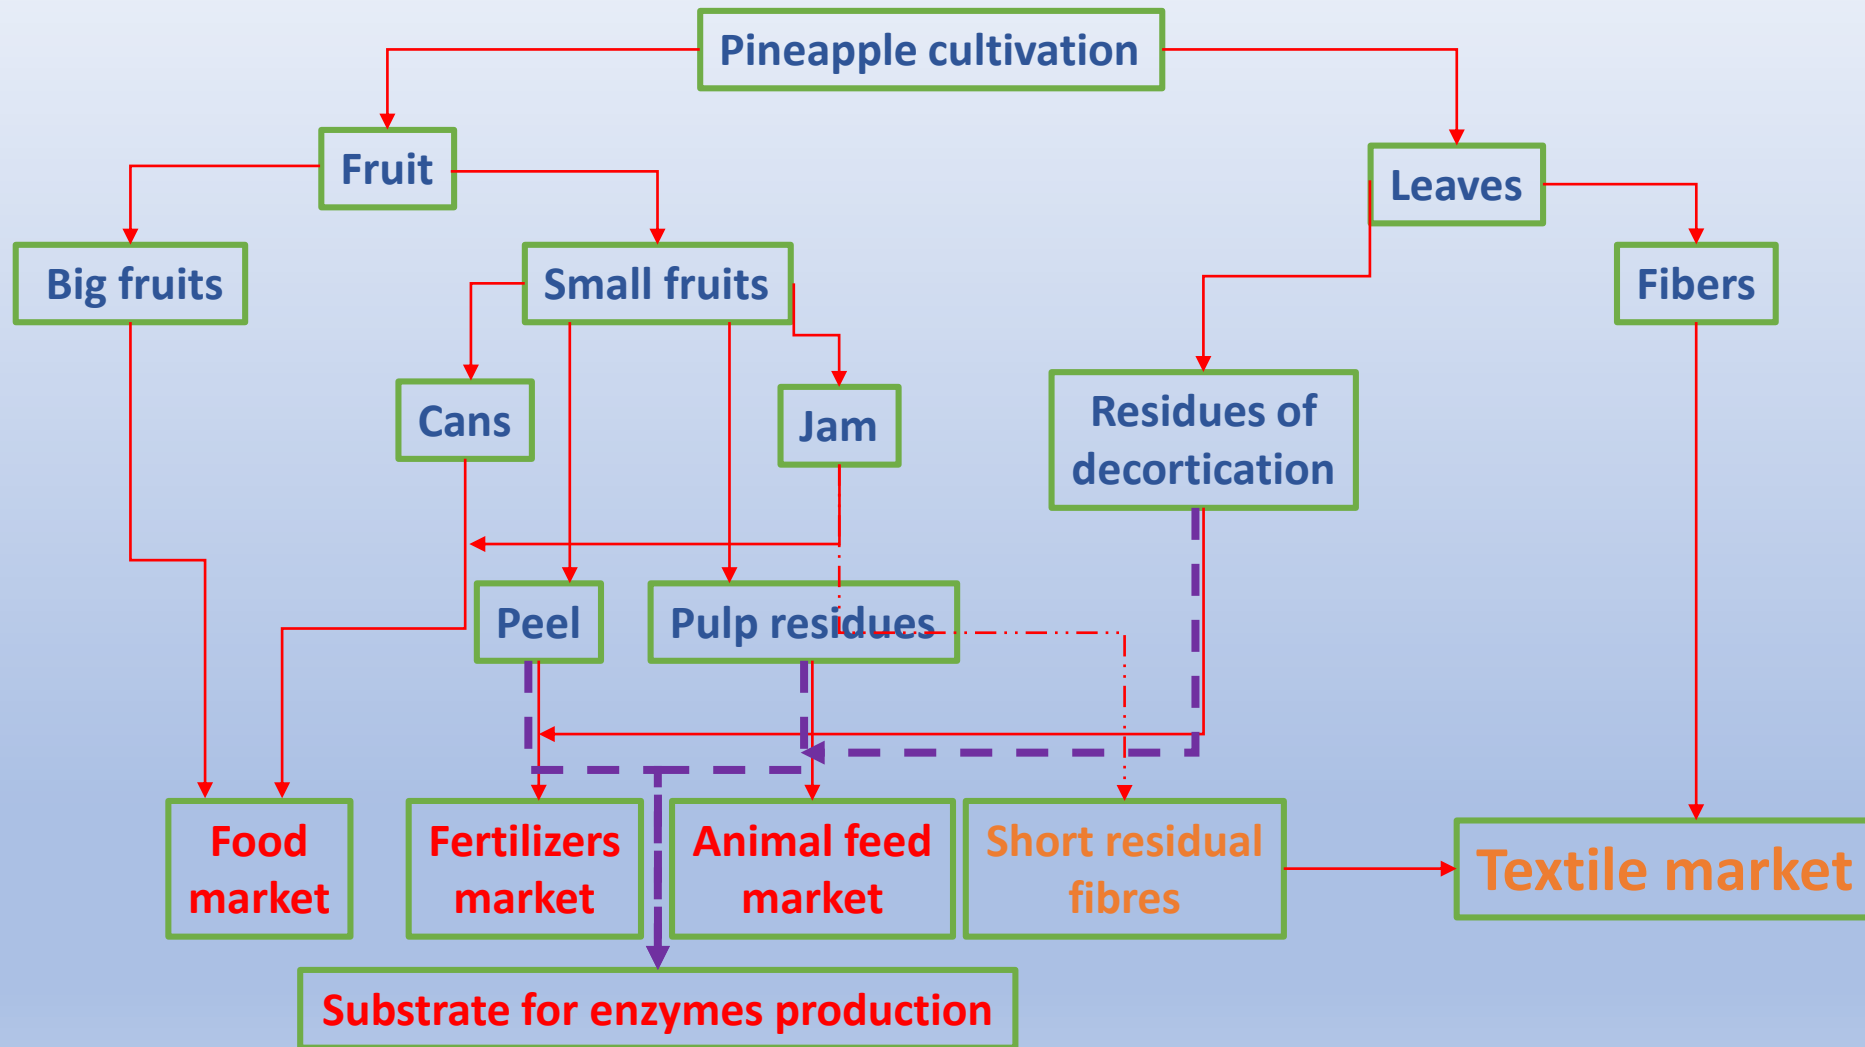 Pineapple cultivation
Fruit
Leaves
Big fruits
Small fruits
Fibers
Cans
Jam
Residues of
decortication
Peel
Pulp residues
Food
market
Fertilizers
market
Animal feed
market
Short residual
fibres
Textile market
Substrate for enzymes production